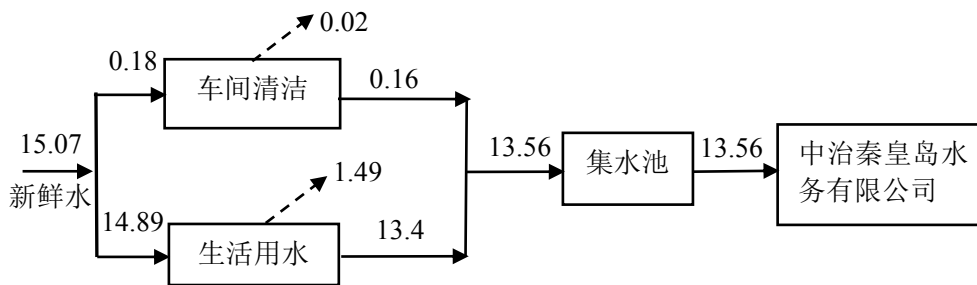 0.02
0.18
车间清洁
0.16
15.07
新鲜水
13.56
集水池
13.56
中治秦皇岛水
务有限公司
1.49
14.89
生活用水
13.4